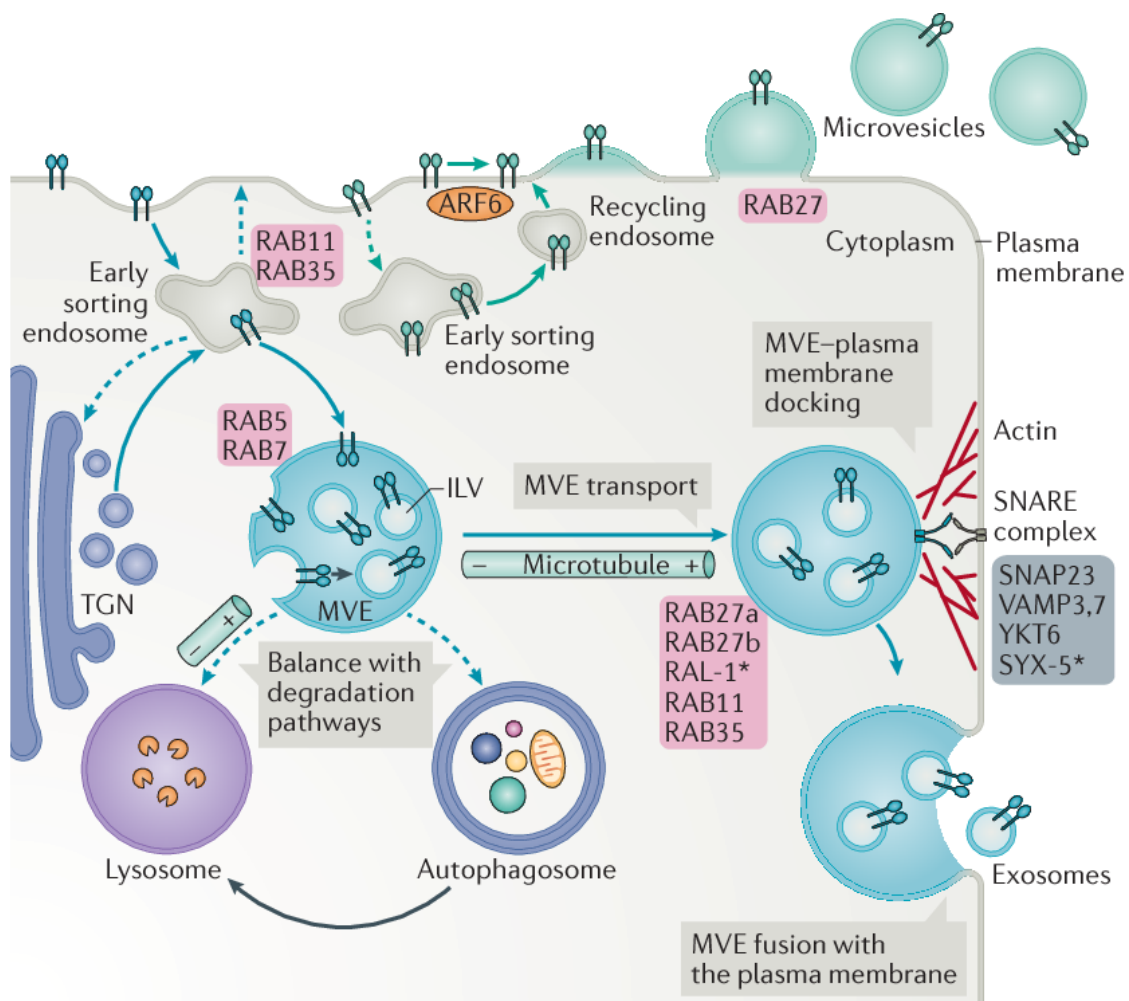 Microvesicles
ARF6
Recycling
endosome
RAB27
Cytoplasm
Plasma
membrane
RAB11
RAB35
Early
sorting
endosome
Early sorting
endosome
MVE–plasma
membrane
docking
RAB5
RAB7
ILV
MVE transport
Actin
SNARE
complex
− Microtubule +
TGN
MVE
SNAP23
VAMP3,7
YKT6
SYX-5*
+
−
RAB27a
RAB27b
RAL-1*
RAB11
RAB35
Balance with
degradation
pathways
Lysosome
Autophagosome
Exosomes
MVE fusion with
the plasma membrane